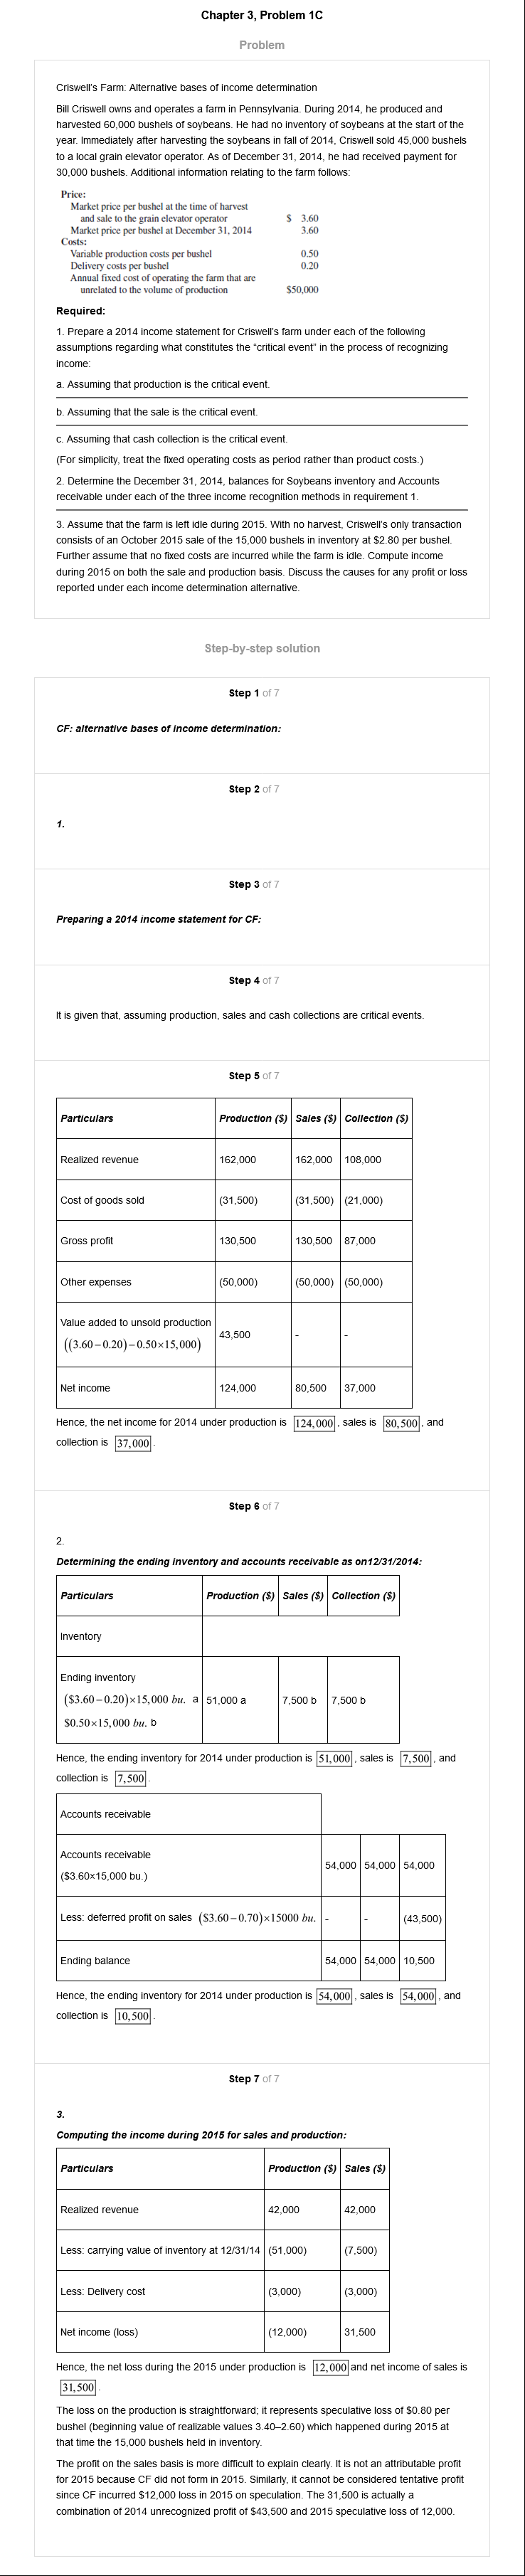 Chapter 3, Problem 1C
Problem
Criswell's Farm: Alternative bases of income determination
Bill Criswell owns and operates a farm in Pennsylvania. During 2014, he produced and
harvested 60,000 bushels of soybeans. He had no inventory of soybeans at the start of the
year. Immediately after harvesting the soybeans in fall of 2014, Criswell sold 45,000 bushels
to a local grain elevator operator. As of December 31, 2014, he had received payment for
30,000 bushels. Additional information relating to the farm follows:
Price:
Market price per bushel at the time of harvest
and sale to the grain elevator operator $ 3.60
Market price per bushel at December 31, 2014 3.60
Costs:
Variable production costs per bushel 0.50
Delivery costs per bushel 0.20
Annual fixed cost of operating the farm that are
unrelated to the volume of production $50,000
Required:
1. Prepare a 2014 income statement for Criswell's farm under each of the following
assumptions regarding what constitutes the "critical event" in the process of recognizing
income:
a. Assuming that production is the critical event.
b. Assuming that the sale is the critical event.
c. Assuming that cash collection is the critical event.
(For simplicity, treat the fixed operating costs as period rather than product costs.)
2. Determine the December 31, 2014, balances for Soybeans inventory and Accounts
receivable under each of the three income recognition methods in requirement 1.
3. Assume that the farm is left idle during 2015. With no harvest, Criswell's only transaction
consists of an October 2015 sale of the 15,000 bushels in inventory at $2.80 per bushel.
Further assume that no fixed costs are incurred while the farm is idle. Compute income
during 2015 on both the sale and production basis. Discuss the causes for any profit or loss
reported under each income determination alternative.
Step-by-step solution
Step 1 of 7
CF: alternative bases of income determination:
Step 2 of 7
1.
Step 3 of 7
Preparing a 2014 income statement for CF:
Step 4 of 7
It is given that, assuming production, sales and cash collections are critical events.
Step 5 of 7
Particulars Production ($) Sales ($) Collection ($)
Realized revenue 162,000 162,000 108,000
Cost of goods sold (31,500) (31,500) (21,000)
Gross profit 130,500 130,500 87,000
Other expenses (50,000) (50,000) (50,000)
Value added to unsold production
((3.60–0.20)–0.50×15,000) 43,500 - -
Net income 124,000 80,500 37,000
Hence, the net income for 2014 under production is 124,000, sales is 80,500, and
collection is 37,000.
Step 6 of 7
2.
Determining the ending inventory and accounts receivable as on12/31/2014:
Particulars Production ($) Sales ($) Collection ($)
Inventory
Ending inventory
($3.60–0.20)×15,000 bu. a 51,000 a 7,500 b 7,500 b
$0.50×15,000 bu. b
Hence, the ending inventory for 2014 under production is 51,000, sales is 7,500, and
collection is 7,500.
Accounts receivable
Accounts receivable
($3.60×15,000 bu.) 54,000 54,000 54,000
Less: deferred profit on sales ($3.60–0.70)×15000 bu. - - (43,500)
Ending balance 54,000 54,000 10,500
Hence, the ending inventory for 2014 under production is 54,000, sales is 54,000, and
collection is 10,500.
Step 7 of 7
3.
Computing the income during 2015 for sales and production:
Particulars Production ($) Sales ($)
Realized revenue 42,000 42,000
Less: carrying value of inventory at 12/31/14 (51,000) (7,500)
Less: Delivery cost (3,000) (3,000)
Net income (loss) (12,000) 31,500
Hence, the net loss during the 2015 under production is 12,000 and net income of sales is
31,500.
The loss on the production is straightforward; it represents speculative loss of $0.80 per
bushel (beginning value of realizable values 3.40–2.60) which happened during 2015 at
that time the 15,000 bushels held in inventory.
The profit on the sales basis is more difficult to explain clearly. It is not an attributable profit
for 2015 because CF did not form in 2015. Similarly, it cannot be considered tentative profit
since CF incurred $12,000 loss in 2015 on speculation. The 31,500 is actually a
combination of 2014 unrecognized profit of $43,500 and 2015 speculative loss of 12,000.